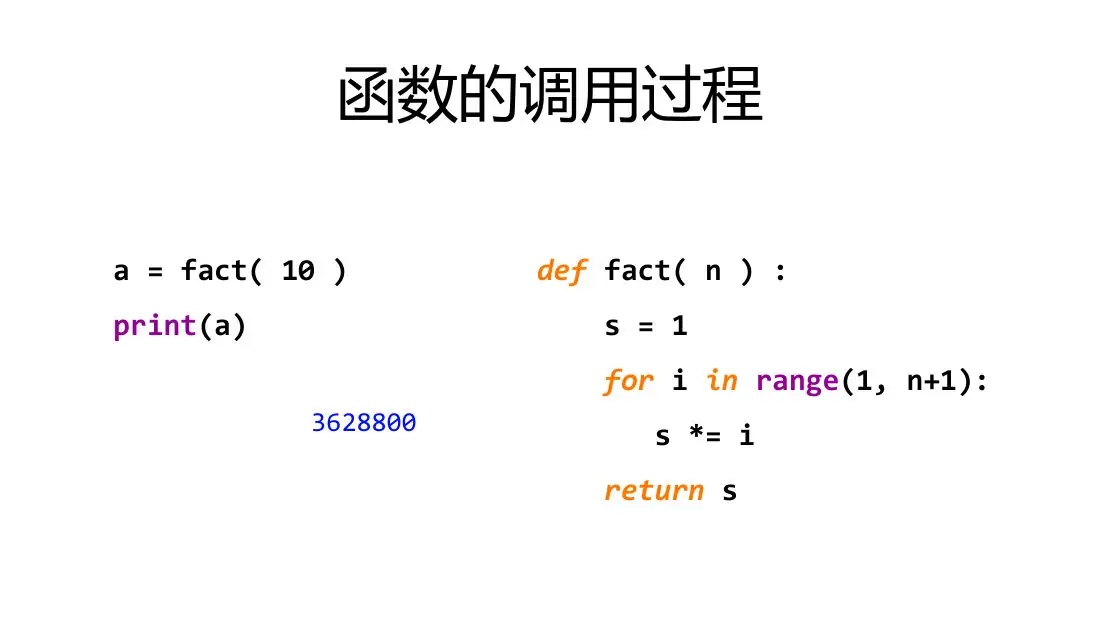 函数的调用过程
a = fact( 10 )
print(a)
3628800
def fact( n ) :
    s = 1
    for i in range(1, n+1):
       s *= i
    return s